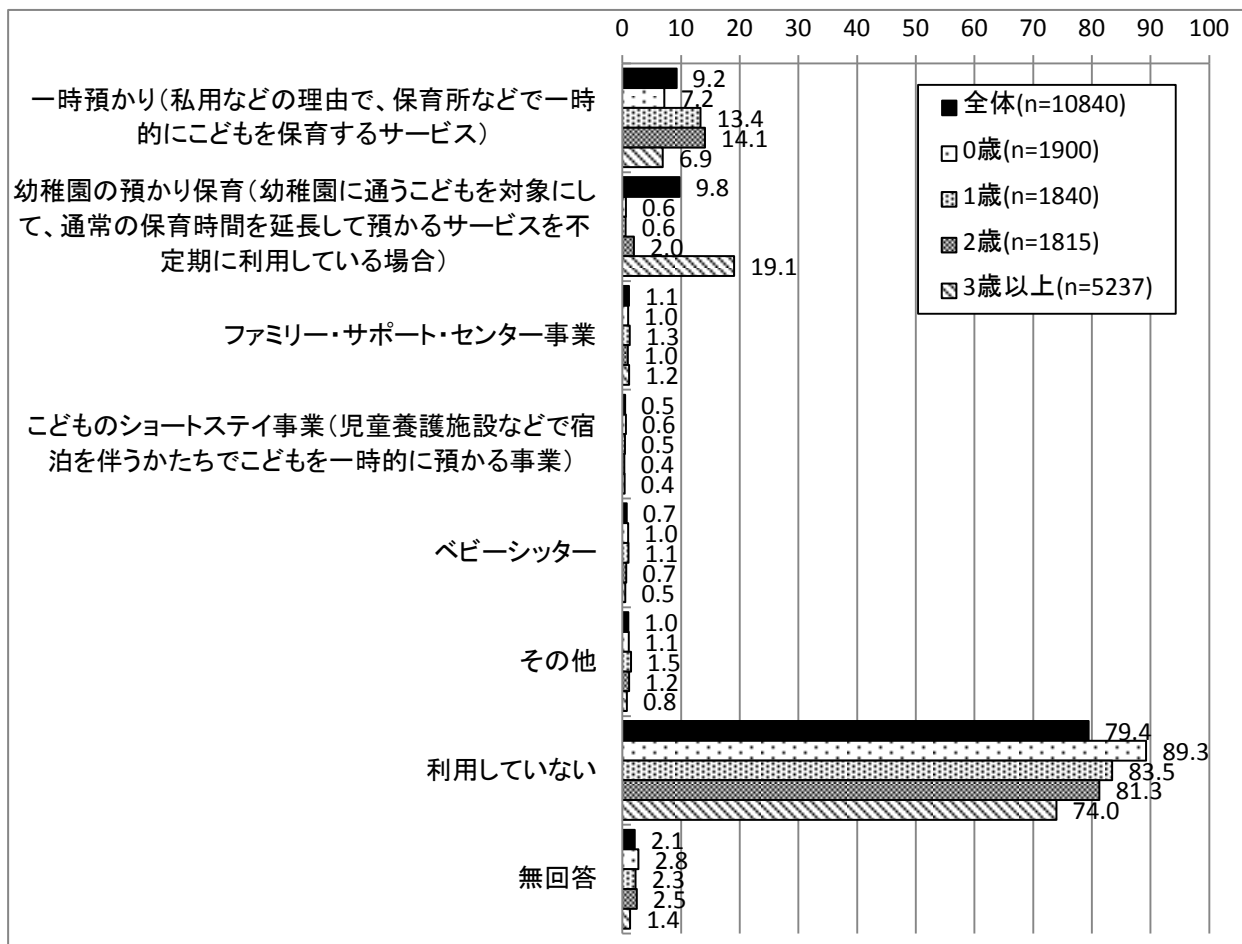 0 10 20 30 40 50 60 70 80 90 100
全体(n=10840)
0歳(n=1900)
1歳(n=1840)
2歳(n=1815)
3歳以上(n=5237)
一時預かり(私用などの理由で、保育所などで一時
的にこどもを保育するサービス)
9.2
7.2
13.4
14.1
6.9
幼稚園の預かり保育(幼稚園に通うこどもを対象にし
て、通常の保育時間を延長して預かるサービスを不
定期に利用している場合)
9.8
0.6
0.6
2.0
19.1
ファミリー・サポート・センター事業
1.1
1.0
1.3
1.0
1.2
こどものショートステイ事業(児童養護施設などで宿
泊を伴うかたちでこどもを一時的に預かる事業)
0.5
0.6
0.5
0.4
0.4
ベビーシッター
0.7
1.0
1.1
0.7
0.5
その他
1.0
1.1
1.5
1.2
0.8
利用していない
79.4
89.3
83.5
81.3
74.0
無回答
2.1
2.8
2.3
2.5
1.4